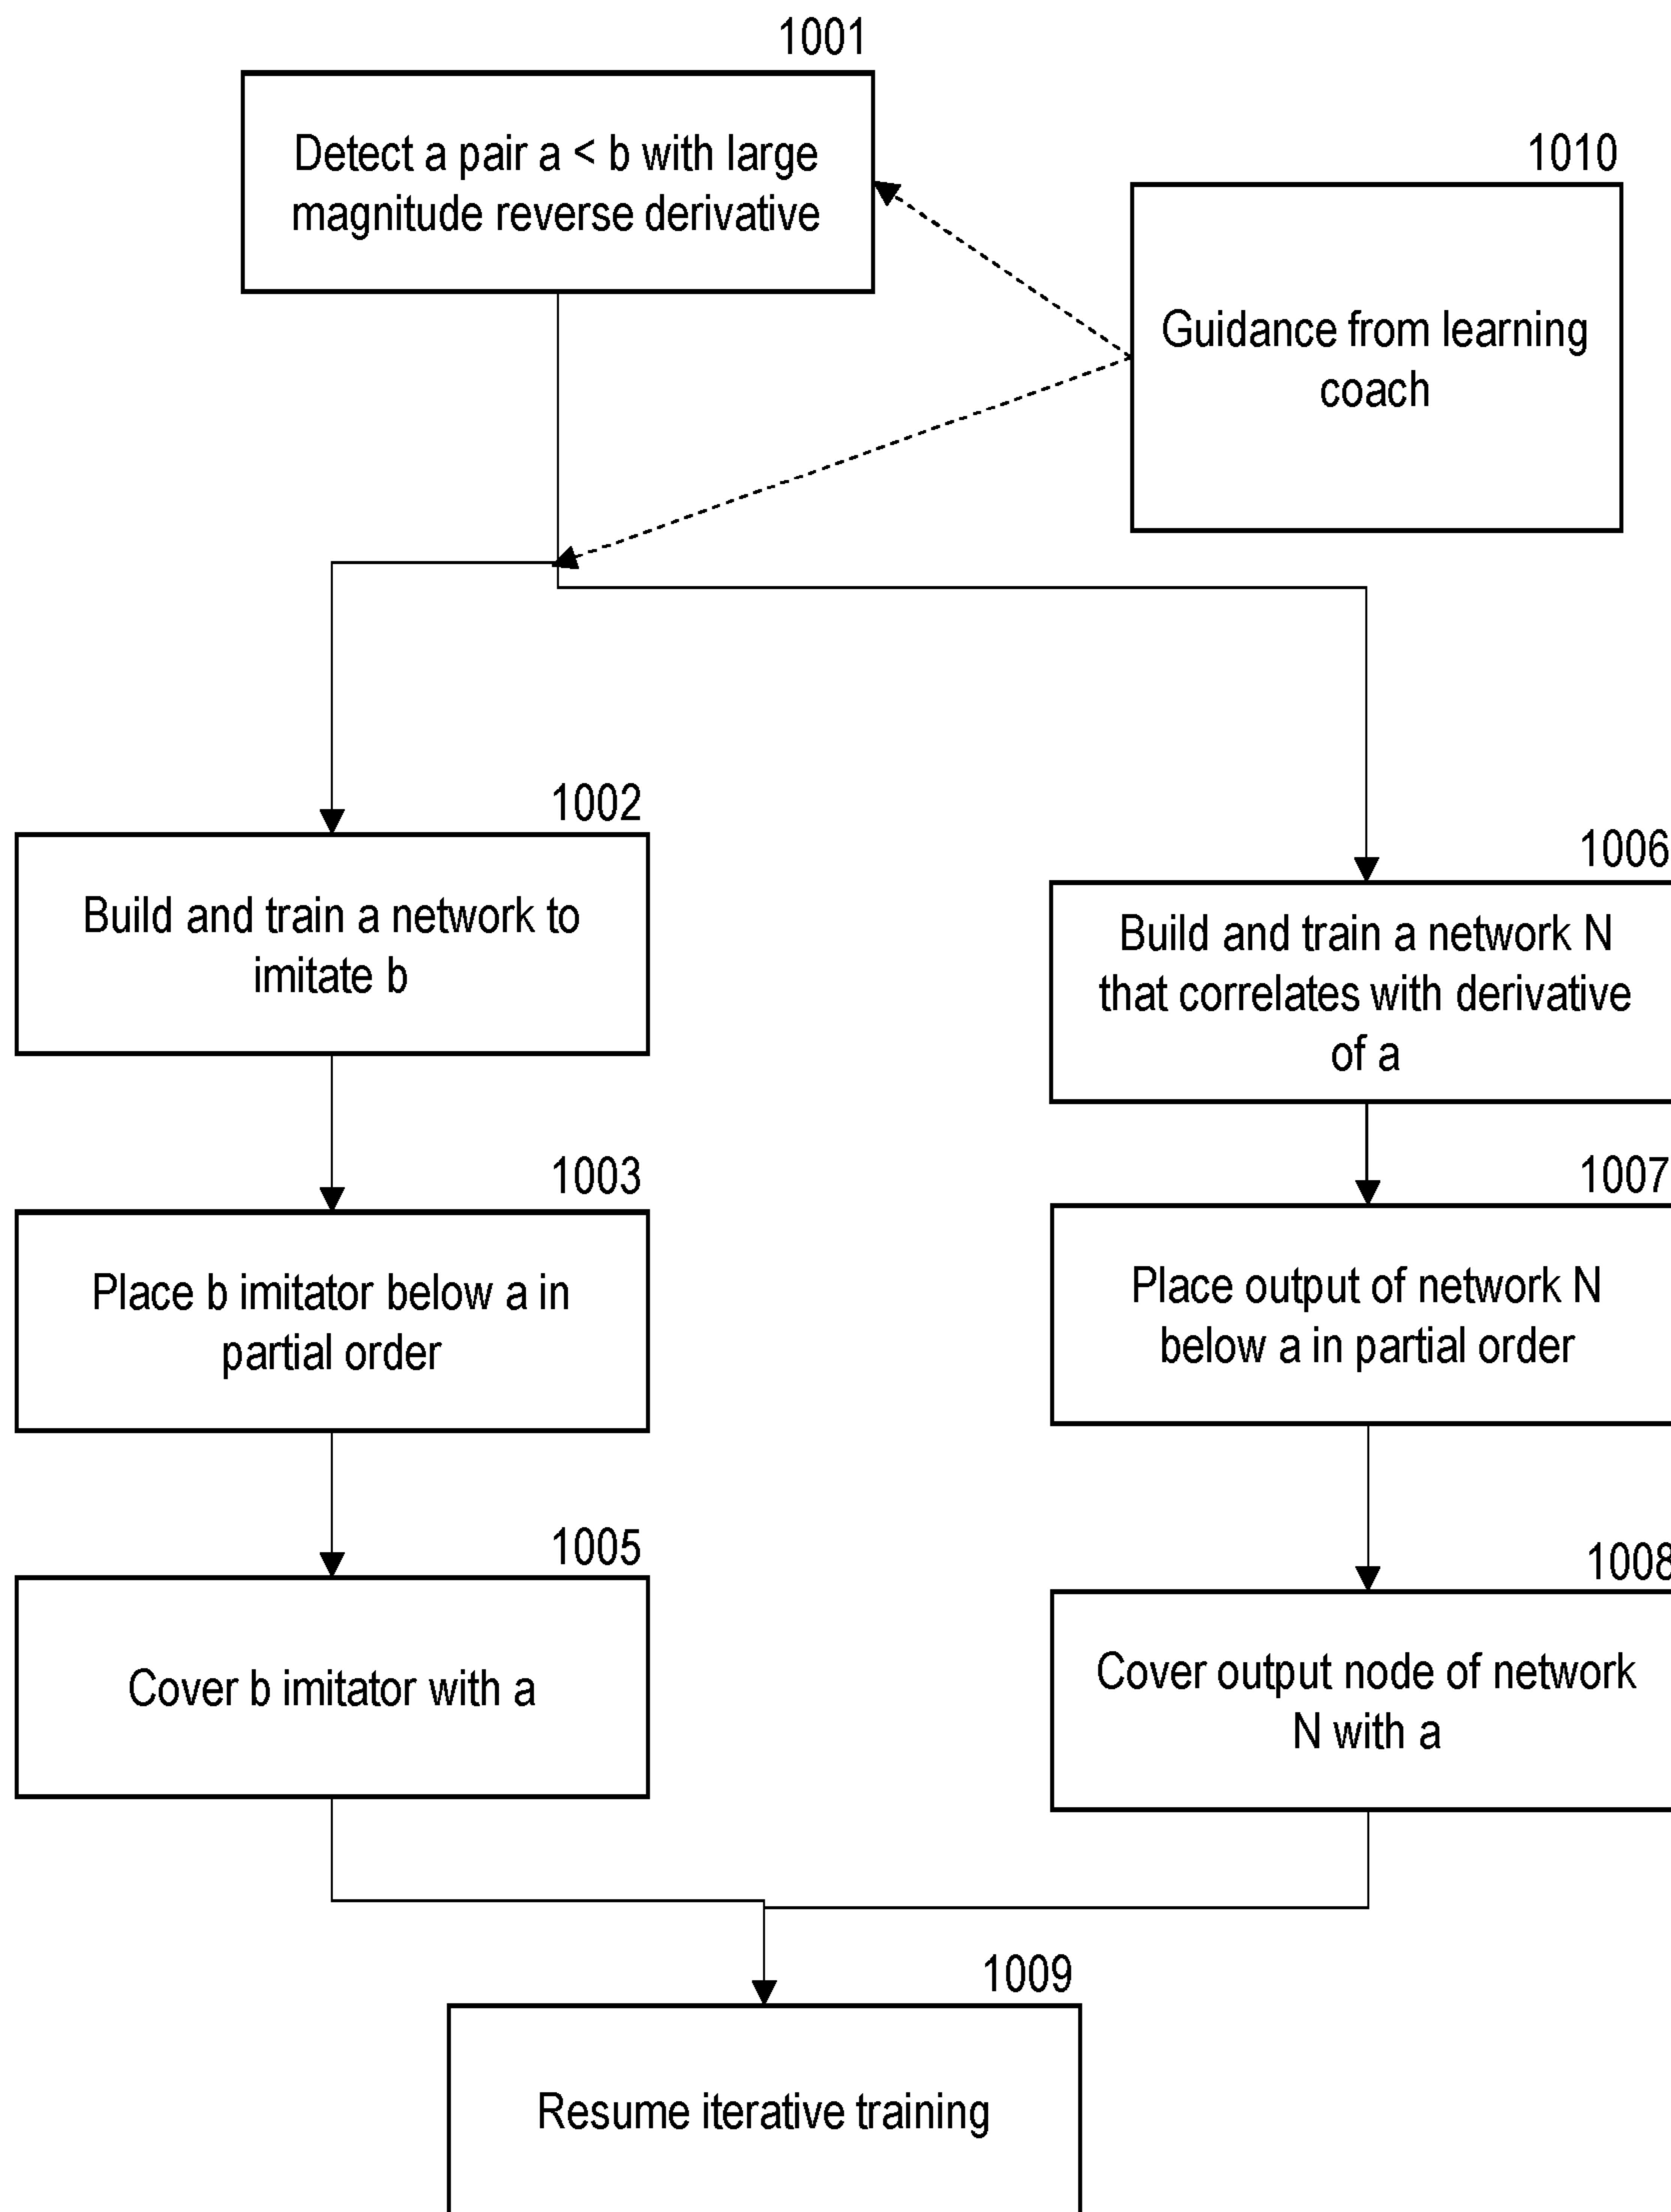 1001
Detect a pair a < b with large
magnitude reverse derivative
1010
Guidance from learning
coach
1002
Build and train a network to
imitate b
1006
Build and train a network N
that correlates with derivative
of a
1003
Place b imitator below a in
partial order
1007
Place output of network N
below a in partial order
1005
Cover b imitator with a
1008
Cover output node of network
N with a
1009
Resume iterative training